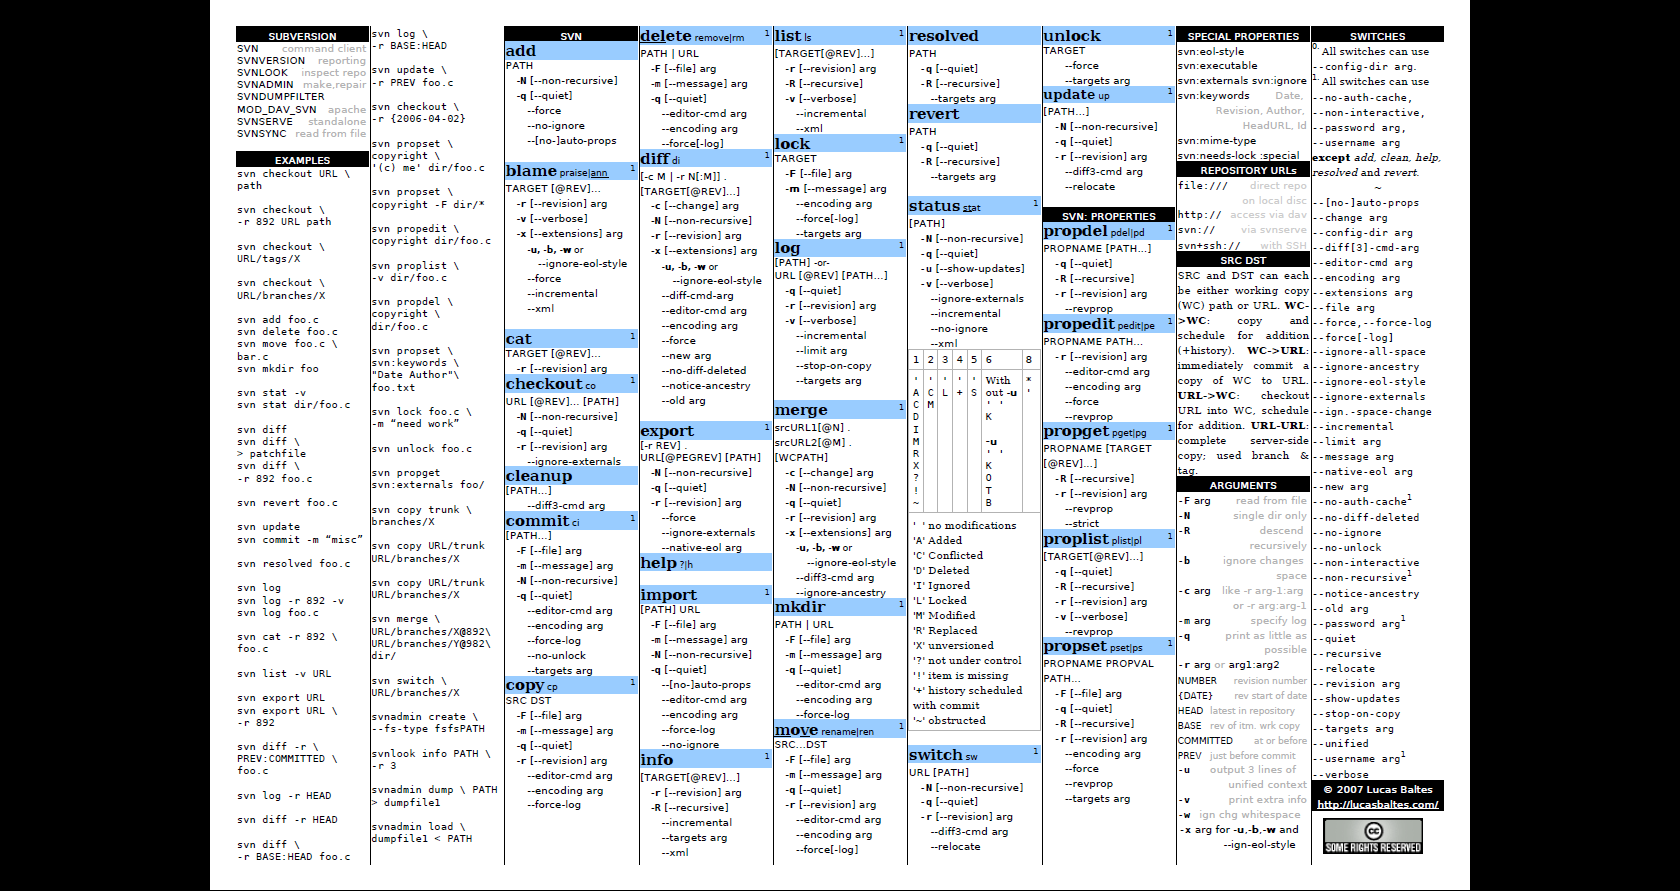 SUBVERSION
SVN command client
SVNVERSION reporting
SVNLOOK inspect repo
SVNADMIN make,repair
SVNDUMPFILTER
MOD_DAV_SVN apache
SVNSERVE standalone
SVNSYNC read from file
EXAMPLES
svn checkout URL \
path
svn checkout \
-r 892 URL path
svn checkout \
URL/tags/X
svn checkout \
URL/branches/X
svn add foo.c
svn delete foo.c
svn move foo.c \
bar.c
svn mkdir foo
svn stat -v
svn stat dir/foo.c
svn diff
svn diff \
> patchfile
svn diff \
-r 892 foo.c
svn revert foo.c
svn update
svn commit -m “misc”
svn resolved foo.c
svn log
svn log -r 892 -v
svn log foo.c
svn cat -r 892 \
foo.c
svn list -v URL
svn export URL
svn export URL \
-r 892
svn diff -r \
PREV:COMMITTED \
foo.c
svn log -r HEAD
svn diff -r HEAD
svn diff \
-r BASE:HEAD foo.c
svn log \
-r BASE:HEAD
svn update \
-r PREV foo.c
svn checkout \
-r {2006-04-02}
svn propset \
copyright \
'(c) me' dir/foo.c
svn propset \
copyright -F dir/*
svn propedit \
copyright dir/foo.c
svn proplist \
-v dir/foo.c
svn propdel \
copyright \
dir/foo.c
svn propset \
svn:keywords \
"Date Author"\
foo.txt
svn lock foo.c \
-m “need work”
svn unlock foo.c
svn propget
svn:externals foo/
svn copy trunk \
branches/X
svn copy URL/trunk
URL/branches/X
svn copy URL/trunk
URL/branches/X
svn merge \
URL/branches/X@892\
URL/branches/Y@982\
dir/
svn switch \
URL/branches/X
svnadmin create \
--fs-type fsfsPATH
svnlook info PATH \
-r 3
svnadmin dump \ PATH
> dumpfile1
svnadmin load \
dumpfile1 < PATH
SVN
add
PATH
-N [--non-recursive]
-q [--quiet]
--force
--no-ignore
--[no-]auto-props
blame praise|ann 1
TARGET [@REV]...
-r [--revision] arg
-v [--verbose]
-x [--extensions] arg
-u, -b, -w or
--ignore-eol-style
--force
--incremental
--xml
cat 1
TARGET [@REV]...
-r [--revision] arg
checkout co 1
URL [@REV]... [PATH]
-N [--non-recursive]
-q [--quiet]
-r [--revision] arg
--ignore-externals
cleanup
[PATH...]
--diff3-cmd arg
commit ci 1
[PATH...]
-F [--file] arg
-m [--message] arg
-N [--non-recursive]
-q [--quiet]
--editor-cmd arg
--encoding arg
--force-log
--no-unlock
--targets arg
copy cp 1
SRC DST
-F [--file] arg
-m [--message] arg
-q [--quiet]
-r [--revision] arg
--editor-cmd arg
--encoding arg
--force-log
delete remove|rm 1
PATH | URL
-F [--file] arg
-m [--message] arg
-q [--quiet]
--editor-cmd arg
--encoding arg
--force[-log]
diff di 1
[-c M | -r N[:M]] .
[TARGET[@REV]...]
-c [--change] arg
-N [--non-recursive]
-r [--revision] arg
-x [--extensions] arg
-u, -b, -w or
--ignore-eol-style
--diff-cmd-arg
--editor-cmd arg
--encoding arg
--force
--new arg
--no-diff-deleted
--notice-ancestry
--old arg
export 1
[-r REV] .
URL[@PEGREV] [PATH]
-N [--non-recursive]
-q [--quiet]
-r [--revision] arg
--force
--ignore-externals
--native-eol arg
help ?|h
import 1
[PATH] URL
-F [--file] arg
-m [--message] arg
-N [--non-recursive]
-q [--quiet]
--[no-]auto-props
--editor-cmd arg
--encoding arg
--force-log
--no-ignore
info 1
[TARGET[@REV]...]
-r [--revision] arg
-R [--recursive]
--incremental
--targets arg
--xml
list ls 1
[TARGET[@REV]...]
-r [--revision] arg
-R [--recursive]
-v [--verbose]
--incremental
--xml
lock 1
TARGET
-F [--file] arg
-m [--message] arg
--encoding arg
--force[-log]
--targets arg
log 1
[PATH] -or-
URL [@REV] [PATH...]
-q [--quiet]
-r [--revision] arg
-v [--verbose]
--incremental
--limit arg
--stop-on-copy
--targets arg
merge 1
srcURL1[@N] .
srcURL2[@M] .
[WCPATH]
-c [--change] arg
-N [--non-recursive]
-q [--quiet]
-r [--revision] arg
-x [--extensions] arg
-u, -b, -w or
--ignore-eol-style
--diff3-cmd arg
--ignore-ancestry
mkdir 1
PATH | URL
-F [--file] arg
-m [--message] arg
-q [--quiet]
--editor-cmd arg
--encoding arg
--force-log
move rename|ren 1
SRC...DST
-F [--file] arg
-m [--message] arg
-q [--quiet]
-r [--revision] arg
--editor-cmd arg
--encoding arg
--force[-log]
resolved
PATH
-q [--quiet]
-R [--recursive]
--targets arg
revert
PATH
-q [--quiet]
-R [--recursive]
--targets arg
status stat 1
[PATH]
-N [--non-recursive]
-q [--quiet]
-u [--show-updates]
-v [--verbose]
--ignore-externals
--incremental
--no-ignore
--xml
1 2 3 4 5 6 8
' ' ' ' ' With *
A C L + S out -u '
C M ' '
D K
I
M -u
R ' '
X K
? O
! T
~ B
' ' no modifications
'A' Added
'C' Conflicted
'D' Deleted
'I' Ignored
'L' Locked
'M' Modified
'R' Replaced
'X' unversioned
'?' not under control
'!' item is missing
'+' history scheduled
with commit
'~' obstructed
switch sw 1
URL [PATH]
-N [--non-recursive]
-q [--quiet]
-r [--revision] arg
--diff3-cmd arg
--relocate
unlock 1
TARGET
--force
--targets arg
update up 1
[PATH...]
-N [--non-recursive]
-q [--quiet]
-r [--revision] arg
--diff3-cmd arg
--relocate
SVN: PROPERTIES
propdel pdel|pd 1
PROPNAME [PATH...]
-q [--quiet]
-R [--recursive]
-r [--revision] arg
--revprop
propedit pedit|pe 1
PROPNAME PATH...
-r [--revision] arg
--editor-cmd arg
--encoding arg
--force
--revprop
propget pget|pg 1
PROPNAME [TARGET
[@REV]...]
-R [--recursive]
-r [--revision] arg
--revprop
--strict
proplist plist|pl 1
[TARGET[@REV]...]
-q [--quiet]
-R [--recursive]
-r [--revision] arg
-v [--verbose]
--revprop
propset pset|ps 1
PROPNAME PROPVAL
PATH...
-F [--file] arg
-q [--quiet]
-R [--recursive]
-r [--revision] arg
--encoding arg
--force
--revprop
--targets arg
SPECIAL PROPERTIES
svn:eol-style
svn:executable
svn:externals svn:ignore
svn:keywords Date,
Revision, Author,
HeadURL, Id
svn:mime-type
svn:needs-lock :special
REPOSITORY URLs
file:/// direct repo
on local disc
http:// access via dav
svn:// via svnserve
svn+ssh:// with SSH
SRC DST
SRC and DST can each
be either working copy
(WC) path or URL. WC-
>WC: copy and
schedule for addition
(+history). WC->URL:
immediately commit a
copy of WC to URL.
URL->WC: checkout
URL into WC, schedule
for addition. URL-URL:
complete server-side
copy; used branch &
tag.
ARGUMENTS
-F arg read from file
-N single dir only
-R descend
recursively
-b ignore changes
space
-c arg like -r arg-1:arg
or -r arg:arg-1
-m arg specify log
-q print as little as
possible
-r arg or arg1:arg2
NUMBER revision number
{DATE} rev start of date
HEAD latest in repository
BASE rev of itm. wrk copy
COMMITTED at or before
PREV just before commit
-u output 3 lines of
unified context
-v print extra info
-w ign chg whitespace
-x arg for -u,-b,-w and
--ign-eol-style
SWITCHES
0. All switches can use
--config-dir arg.
1. All switches can use
--no-auth-cache,
--non-interactive,
--password arg,
--username arg
except add, clean, help,
resolved and revert.
~
--[no-]auto-props
--change arg
--config-dir arg
--diff[3]-cmd-arg
--editor-cmd arg
--encoding arg
--extensions arg
--file arg
--force,--force-log
--force[-log]
--ignore-all-space
--ignore-ancestry
--ignore-eol-style
--ignore-externals
--ign.-space-change
--incremental
--limit arg
--message arg
--native-eol arg
--new arg
--no-auth-cache1
--no-diff-deleted
--no-ignore
--no-unlock
--non-interactive
--non-recursive1
--notice-ancestry
--old arg
--password arg1
--quiet
--recursive
--relocate
--revision arg
--show-updates
--stop-on-copy
--targets arg
--unified
--username arg1
--verbose
© 2007 Lucas Baltes
http://lucasbaltes.com/
cc
SOME RIGHTS RESERVED